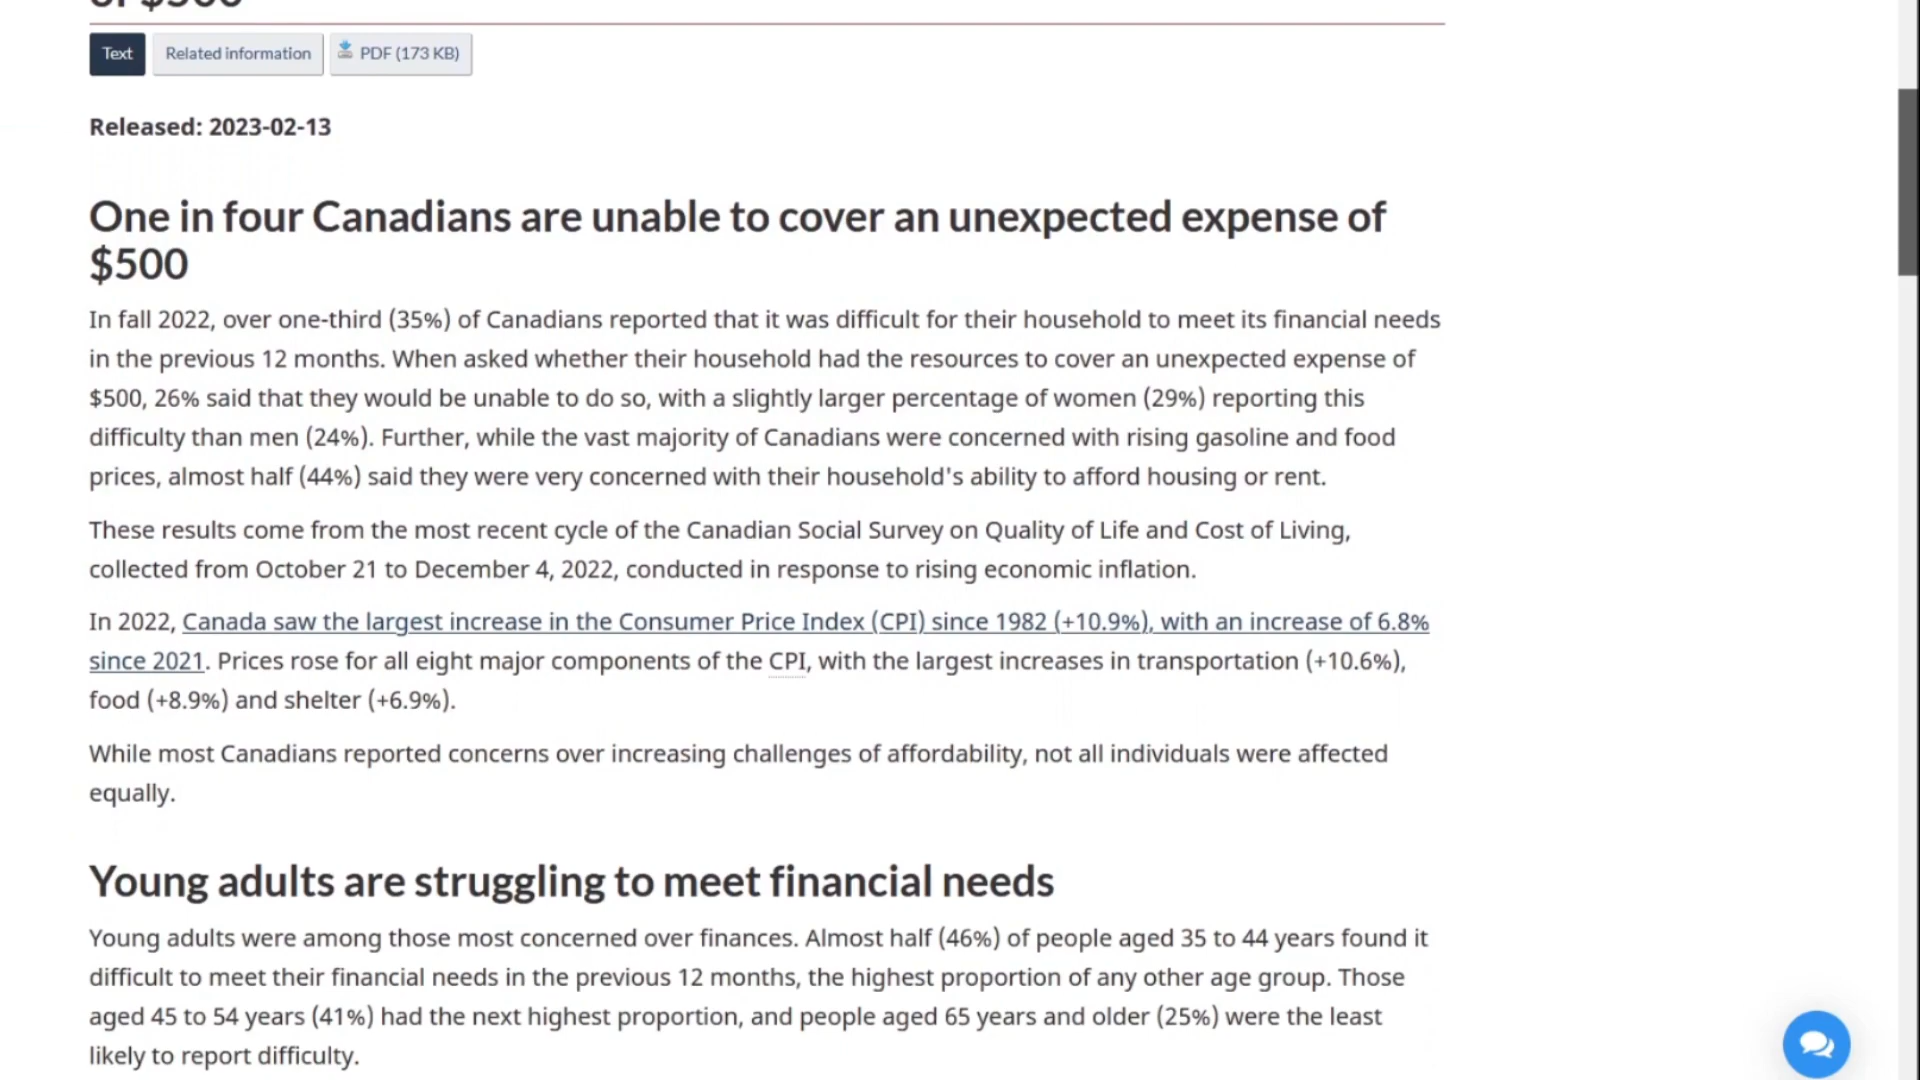 of $500
Text
Related information
PDF (173 KB)
Released: 2023-02-13
One in four Canadians are unable to cover an unexpected expense of
$500
In fall 2022, over one-third (35%) of Canadians reported that it was difficult for their household to meet its financial needs
in the previous 12 months. When asked whether their household had the resources to cover an unexpected expense of
$500, 26% said that they would be unable to do so, with a slightly larger percentage of women (29%) reporting this
difficulty than men (24%). Further, while the vast majority of Canadians were concerned with rising gasoline and food
prices, almost half (44%) said they were very concerned with their household's ability to afford housing or rent.
These results come from the most recent cycle of the Canadian Social Survey on Quality of Life and Cost of Living,
collected from October 21 to December 4, 2022, conducted in response to rising economic inflation.
In 2022, Canada saw the largest increase in the Consumer Price Index (CPI) since 1982 (+10.9%), with an increase of 6.8%
since 2021. Prices rose for all eight major components of the CPI, with the largest increases in transportation (+10.6%),
food (+8.9%) and shelter (+6.9%).
While most Canadians reported concerns over increasing challenges of affordability, not all individuals were affected
equally.
Young adults are struggling to meet financial needs
Young adults were among those most concerned over finances. Almost half (46%) of people aged 35 to 44 years found it
difficult to meet their financial needs in the previous 12 months, the highest proportion of any other age group. Those
aged 45 to 54 years (41%) had the next highest proportion, and people aged 65 years and older (25%) were the least
likely to report difficulty.